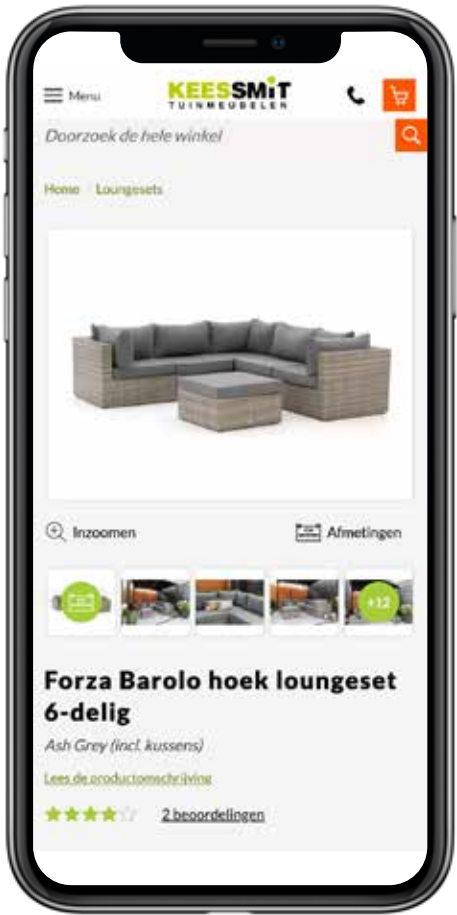 Menu
KEESSMIT
TUINMEUBELEN
Doorzoek de hele winkel
Home Loungesets
Inzoomen
Afmetingen
+12
Forza Barolo hoek loungeset
6-delig
Ash Grey (incl. kussens)
Lees de productomschrijving
2 beoordelingen